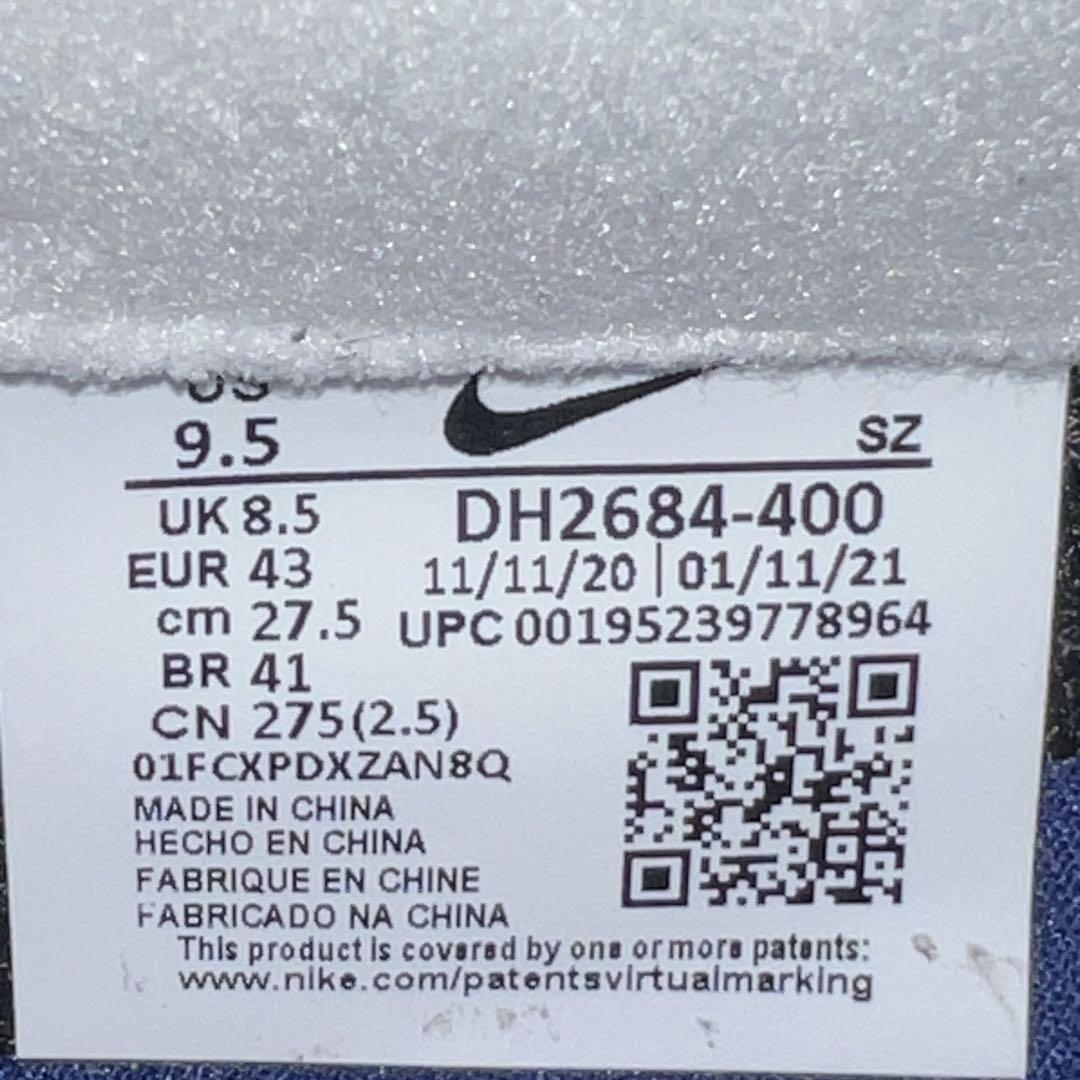 US
9.5
SZ
UK 8.5
DH2684-400
EUR 43
11/11/20 | 01/11/21
cm 27.5
UPC 00195239778964
BR 41
CN 275(2.5)
01FCXPDXZAN8Q
MADE IN CHINA
HECHO EN CHINA
FABRIQUE EN CHINE
FABRICADO NA CHINA
This product is covered by one or more patents:
www.nike.com/patentsvirtualmarking